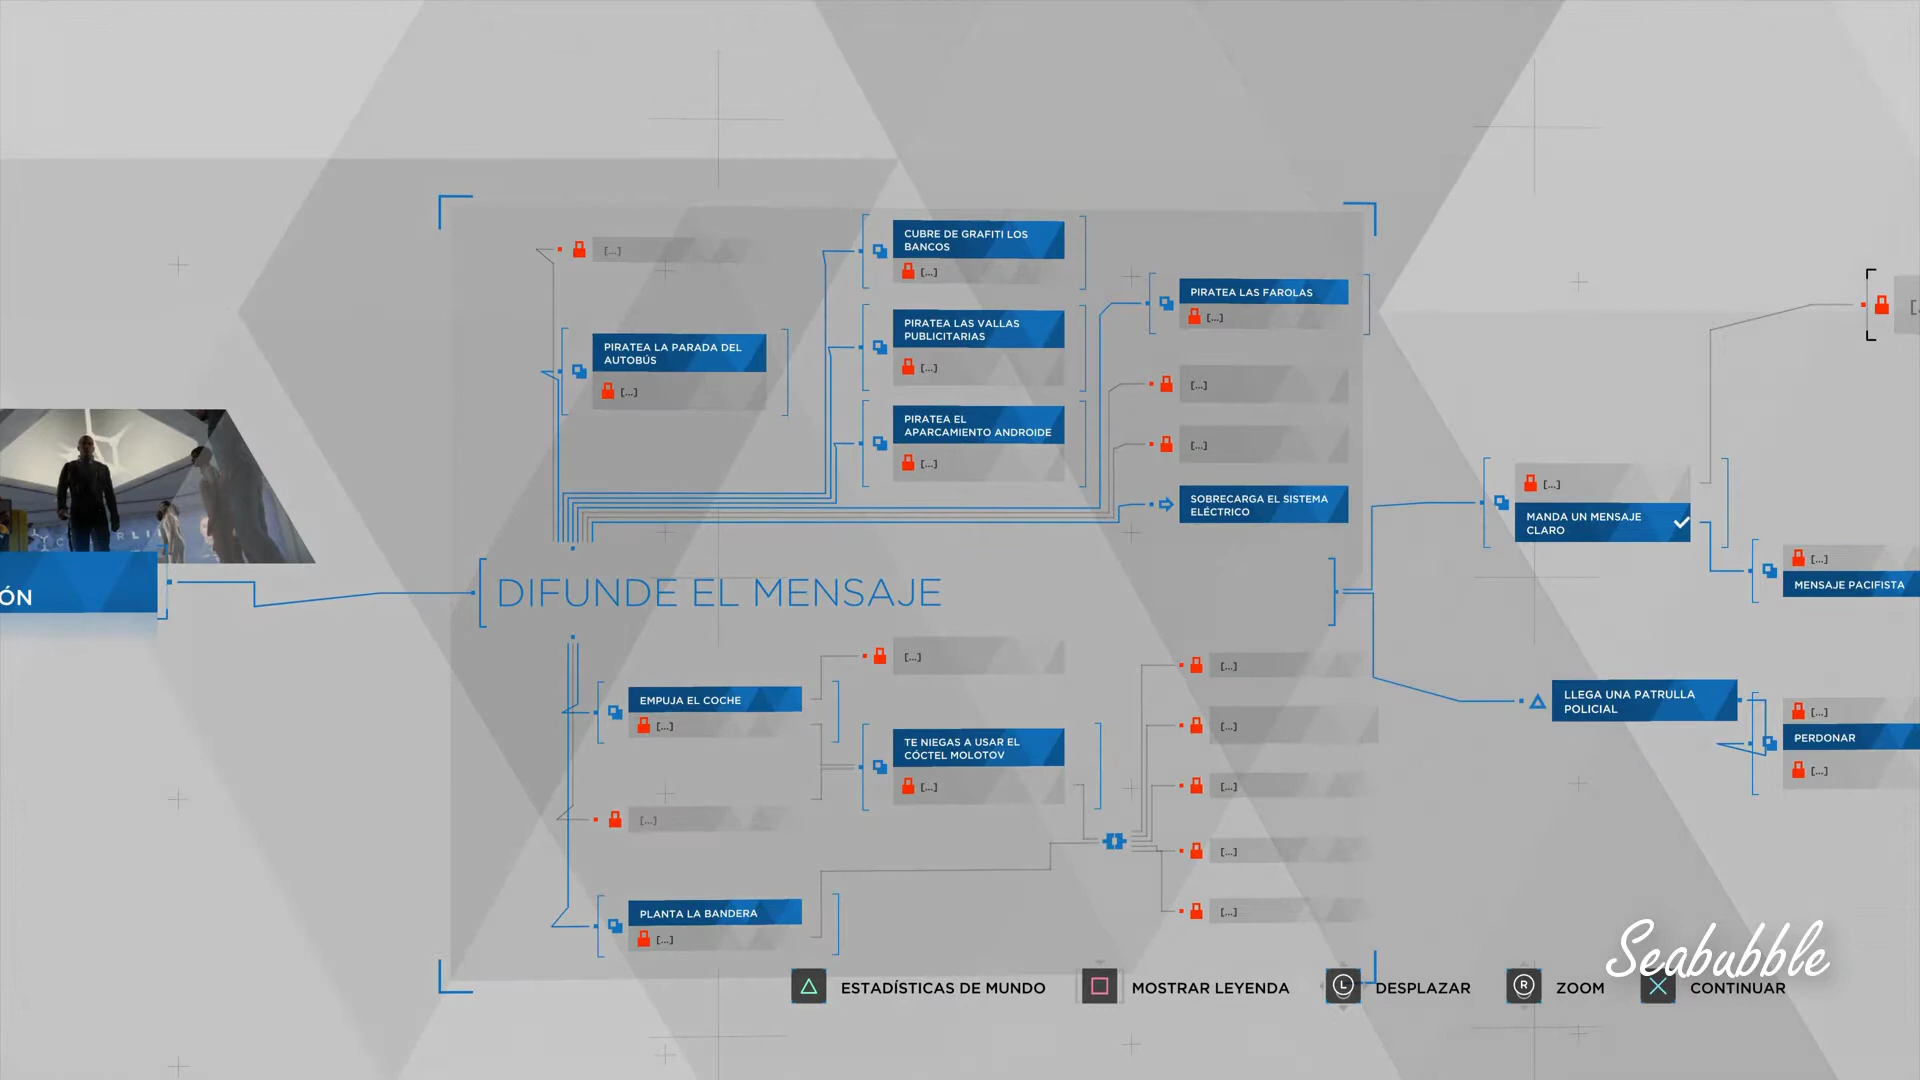 [...]
CUBRE DE GRAFITI LOS
BANCOS
[...]
PIRATEA LAS FAROLAS
[...]
PIRATEA LA PARADA DEL
AUTOBÚS
[...]
PIRATEA LAS VALLAS
PUBLICITARIAS
[...]
[...]
PIRATEA EL
APARCAMIENTO ANDROIDE
[...]
[...]
SOBRECARGA EL SISTEMA
ELÉCTRICO
[...]
MANDA UN MENSAJE
CLARO
[...]
MENSAJE PACIFISTA
ÓN
DIFUNDE EL MENSAJE
[...]
[...]
EMPUJA EL COCHE
[...]
TE NIEGAS A USAR EL
CÓCTEL MOLOTOV
[...]
[...]
[...]
LLEGA UNA PATRULLA
POLICIAL
[...]
PERDONAR
[...]
[...]
[...]
PLANTA LA BANDERA
[...]
[...]
Seabubble
ESTADÍSTICAS DE MUNDO
MOSTRAR LEYENDA
L
DESPLAZAR
R
ZOOM
CONTINUAR